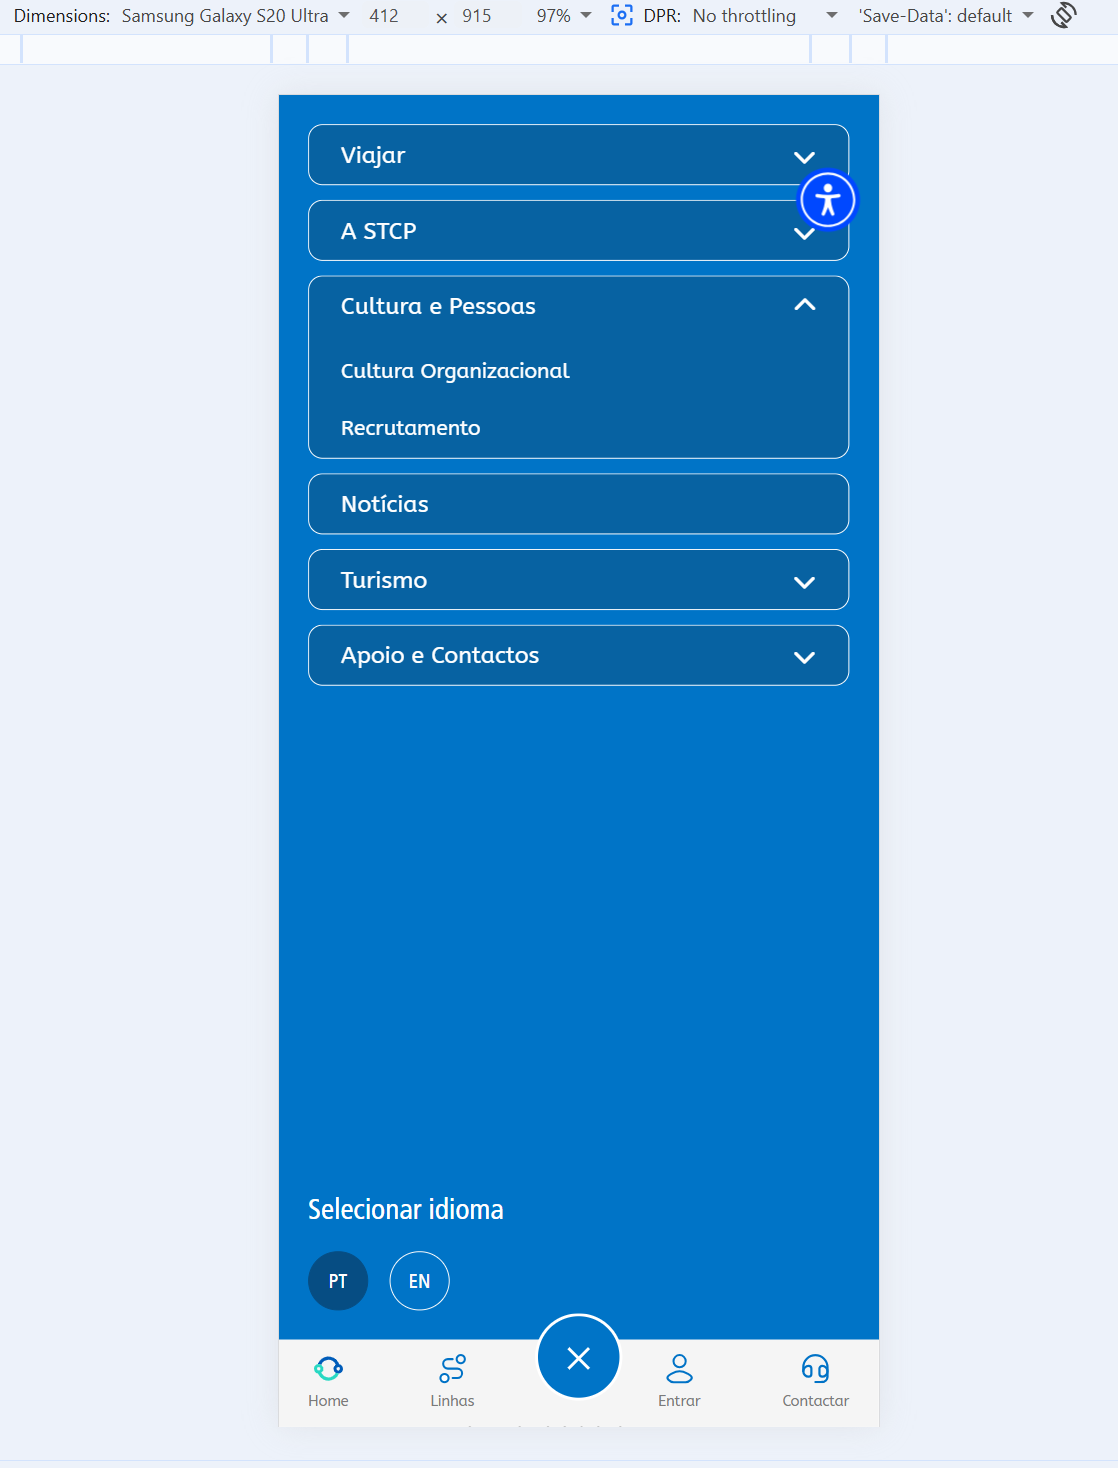 Dimensions: Samsung Galaxy S20 Ultra 412 × 915 97% DPR: No throttling 'Save-Data': default
Viajar
A STCP
Cultura e Pessoas
Cultura Organizacional
Recrutamento
Notícias
Turismo
Apoio e Contactos
Selecionar idioma
PT EN
Home Linhas Entrar Contactar